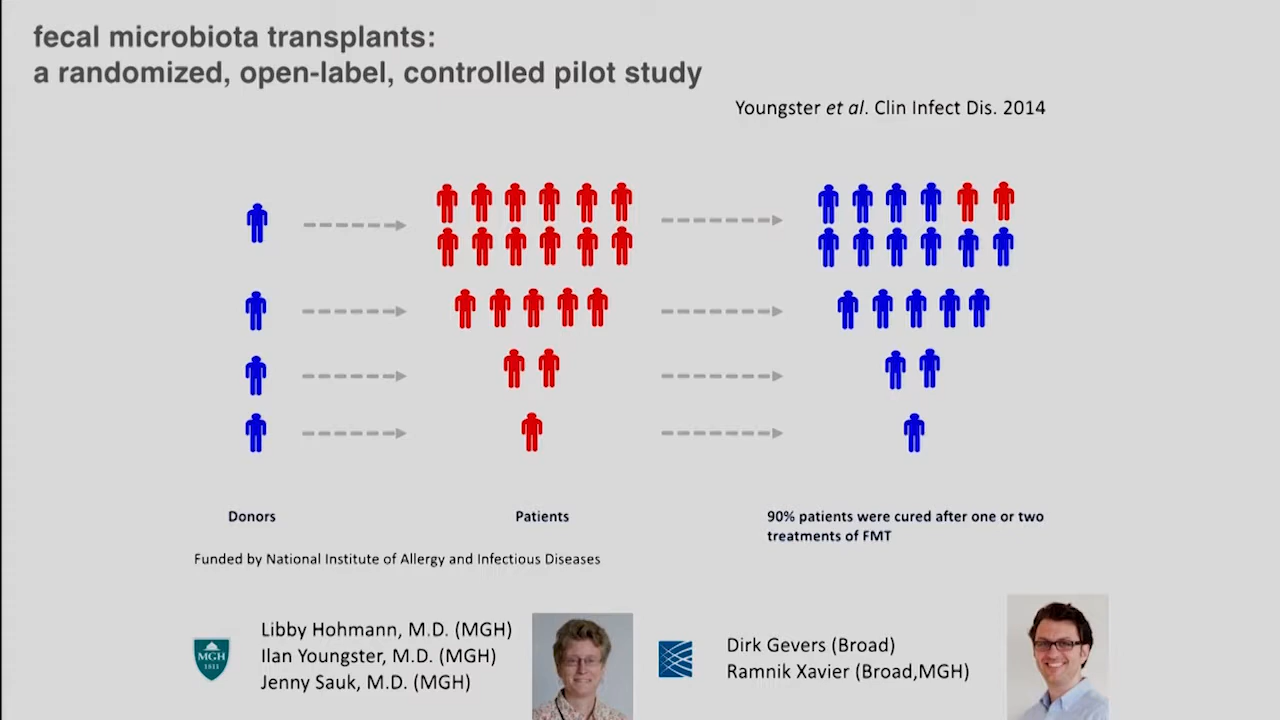 fecal microbiota transplants:
a randomized, open-label, controlled pilot study
Youngster et al. Clin Infect Dis. 2014
Donors
Patients
90% patients were cured after one or two
treatments of FMT
Funded by National Institute of Allergy and Infectious Diseases
MGH
1811
Libby Hohmann, M.D. (MGH)
Ilan Youngster, M.D. (MGH)
Jenny Sauk, M.D. (MGH)
Dirk Gevers (Broad)
Ramnik Xavier (Broad,MGH)